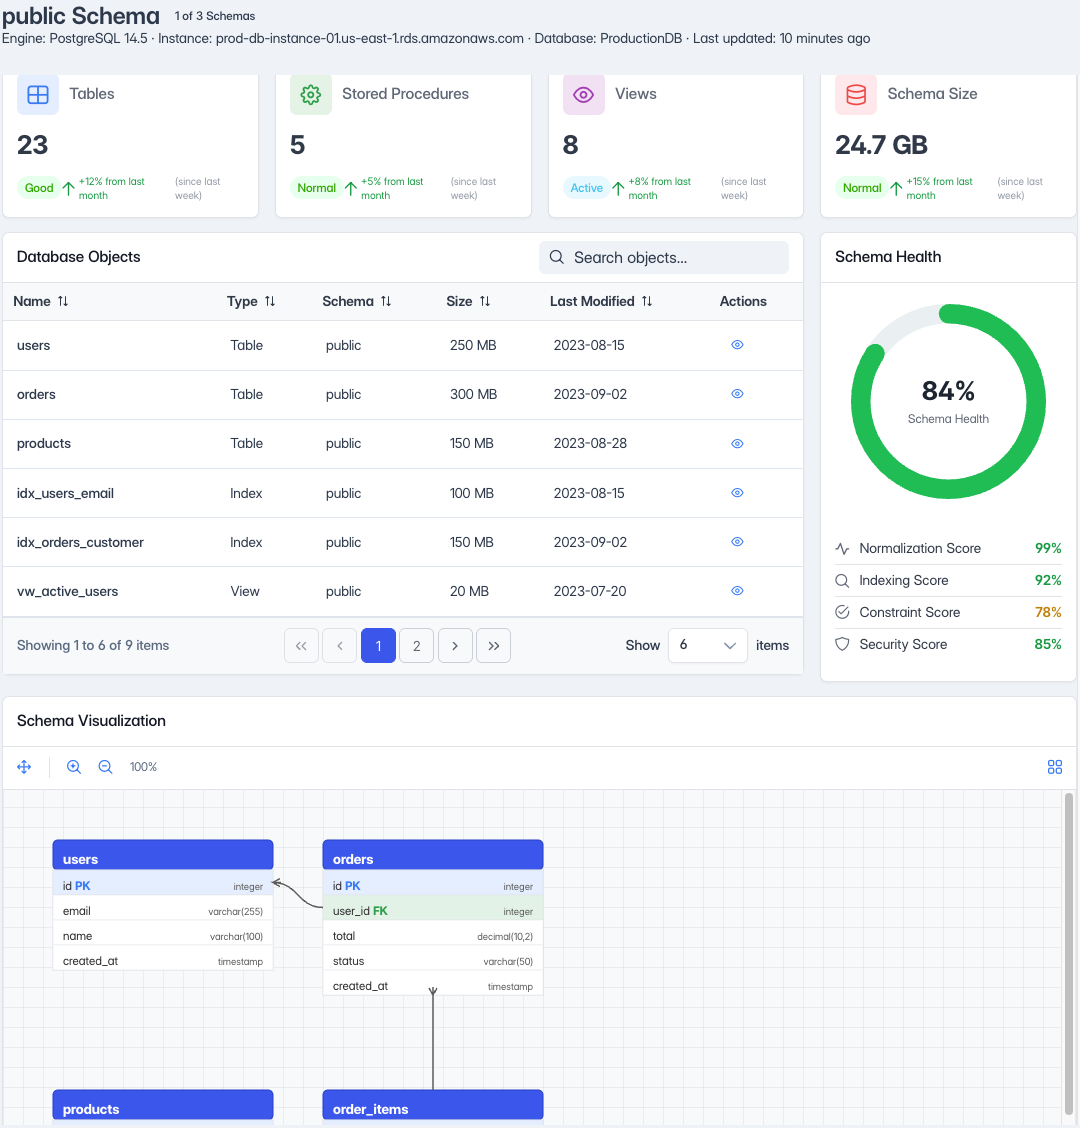 public Schema 1 of 3 Schemas
Engine: PostgreSQL 14.5 · Instance: prod-db-instance-01.us-east-1.rds.amazonaws.com · Database: ProductionDB · Last updated: 10 minutes ago
Tables
23
Good +12% from last month (since last week)
Stored Procedures
5
Normal +5% from last month (since last week)
Views
8
Active +8% from last month (since last week)
Schema Size
24.7 GB
Normal +15% from last month (since last week)
Database Objects
Search objects...
Name Type Schema Size Last Modified Actions
users Table public 250 MB 2023-08-15
orders Table public 300 MB 2023-09-02
products Table public 150 MB 2023-08-28
idx_users_email Index public 100 MB 2023-08-15
idx_orders_customer Index public 150 MB 2023-09-02
vw_active_users View public 20 MB 2023-07-20
Showing 1 to 6 of 9 items
1 2
Show 6 items
Schema Health
84%
Schema Health
Normalization Score 99%
Indexing Score 92%
Constraint Score 78%
Security Score 85%
Schema Visualization
100%
users
id PK integer
email varchar(255)
name varchar(100)
created_at timestamp
orders
id PK integer
user_id FK integer
total decimal(10,2)
status varchar(50)
created_at timestamp
products
order_items